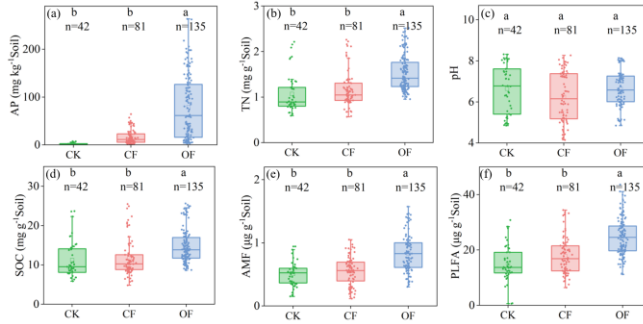 (a) b b a
n=42 n=81 n=135
AP (mg kg⁻¹Soil)
200
100
0
CK CF OF
(b) b b a
n=42 n=81 n=135
TN (mg g⁻¹Soil)
2
1
0
CK CF OF
(c) a a a
n=42 n=81 n=135
pH
10
8
6
4
CK CF OF
(d) b b a
n=42 n=81 n=135
SOC (mg g⁻¹Soil)
30
20
10
0
CK CF OF
(e) b b a
n=42 n=81 n=135
AMF (µg g⁻¹Soil)
2
1
0
CK CF OF
(f) b b a
n=42 n=81 n=135
PLFA (µg g⁻¹Soil)
40
20
0
CK CF OF